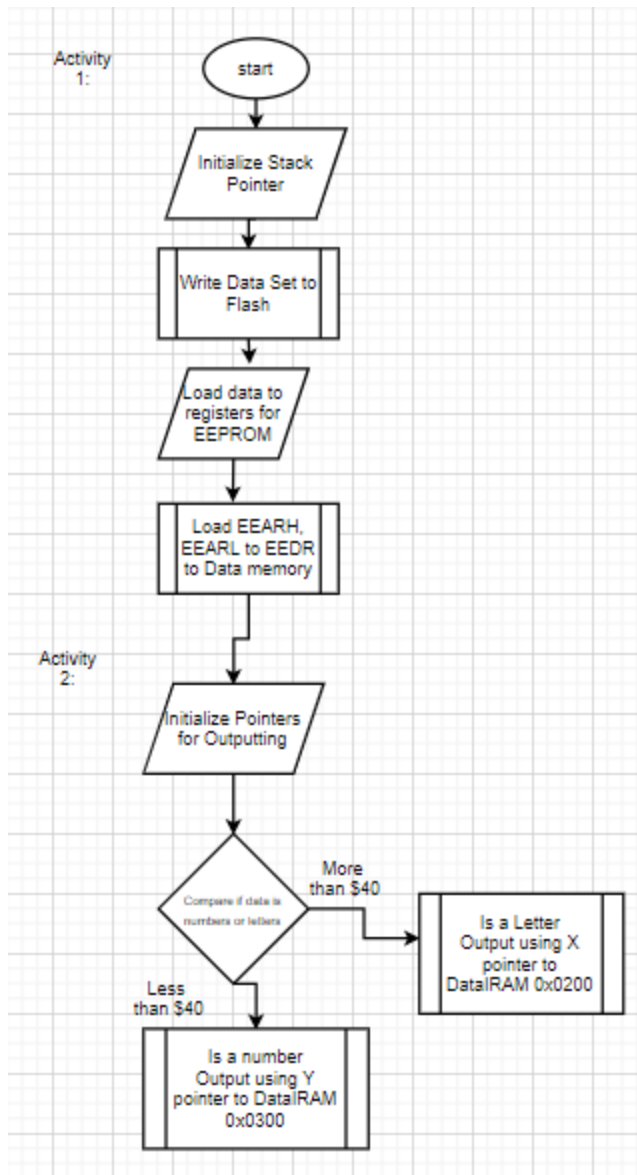 Activity
1:
start
Initialize Stack
Pointer
Write Data Set to
Flash
Load data to
registers for
EEPROM
Load EEARH,
EEARL to EEDR
to Data memory
Activity
2:
Initialize Pointers
for Outputting
Compare if data is
numbers or letters
More
than $40
Is a Letter
Output using X
pointer to
DataIRAM 0x0200
Less
than $40
Is a number
Output using Y
pointer to DataIRAM
0x0300